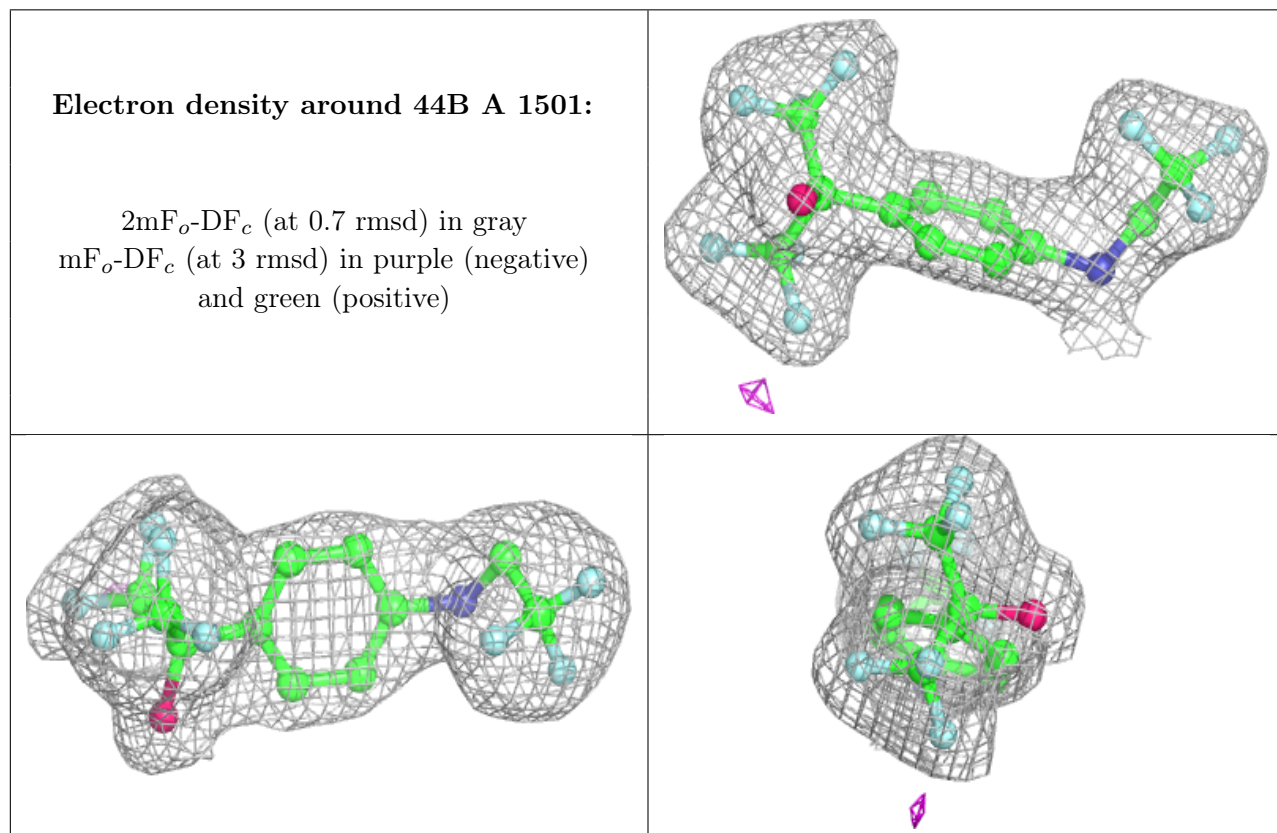 Electron density around 44B A 1501:
2mFo-DFc (at 0.7 rmsd) in gray
mFo-DFc (at 3 rmsd) in purple (negative)
and green (positive)